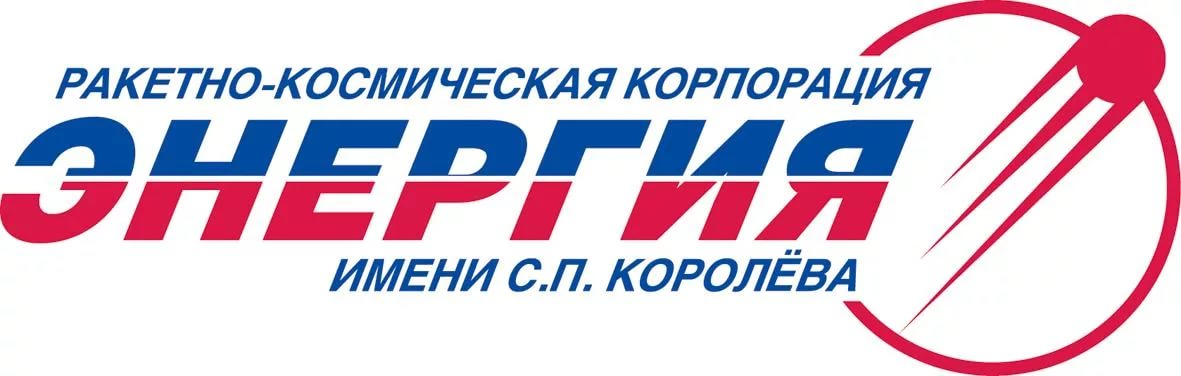 РАКЕТНО-КОСМИЧЕСКАЯ КОРПОРАЦИЯ
ЭНЕРГИЯ
ИМЕНИ С.П. КОРОЛЁВА